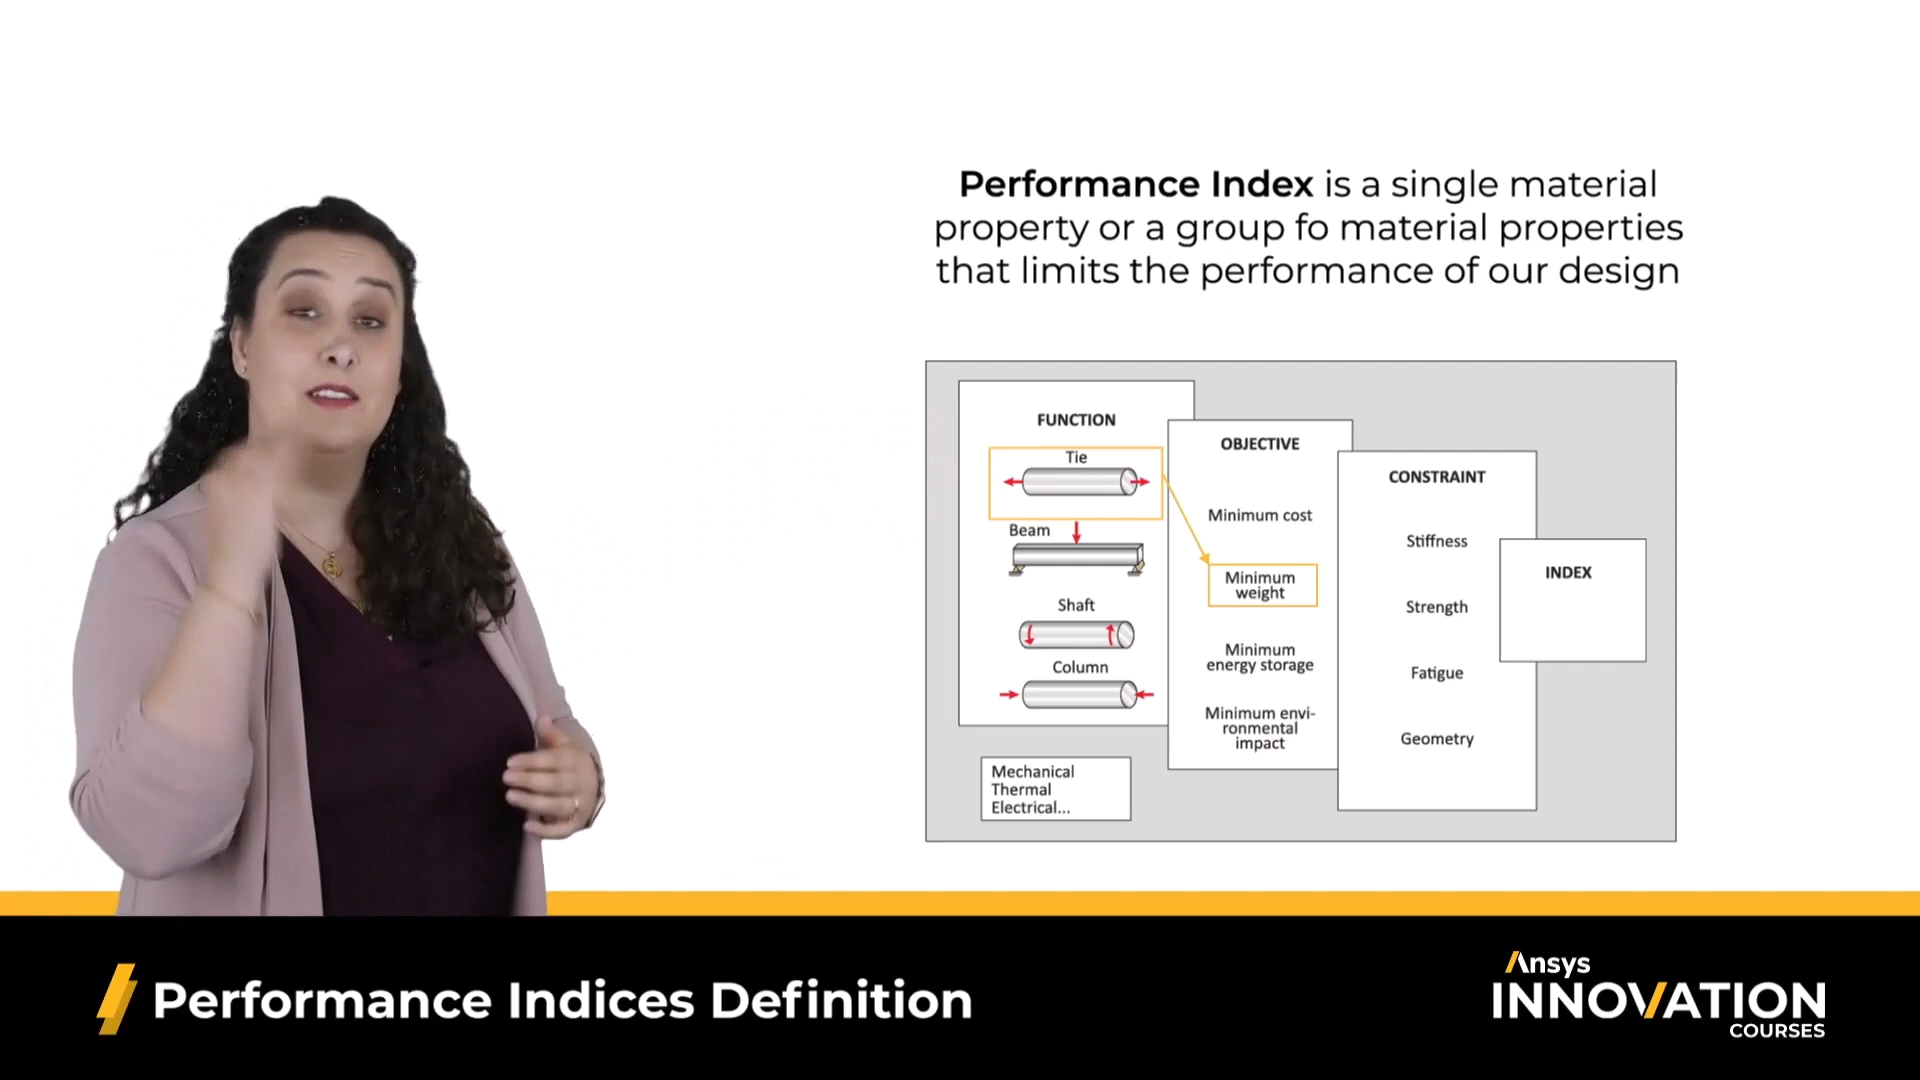 Performance Index is a single material
property or a group fo material properties
that limits the performance of our design
FUNCTION
Tie
Beam
Shaft
Column
Mechanical
Thermal
Electrical...
OBJECTIVE
Minimum cost
Minimum
weight
Minimum
energy storage
Minimum envi-
ronmental
impact
CONSTRAINT
Stiffness
Strength
Fatigue
Geometry
INDEX
Performance Indices Definition
Ansys
INNOVATION
COURSES